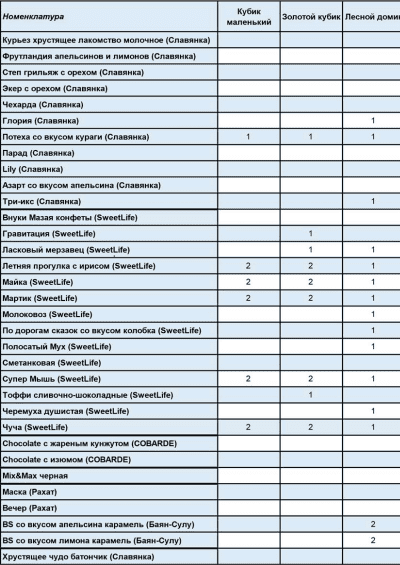 Номенклатура Кубик маленький Золотой кубик Лесной доми
Курьез хрустящее лакомство молочное (Славянка)
Фрутландия апельсинов и лимонов (Славянка)
Степ грильяж с орехом (Славянка)
Экер с орехом (Славянка)
Чехарда (Славянка)
Глория (Славянка) 1
Потеха со вкусом кураги (Славянка) 1 1 1
Парад (Славянка)
Lily (Славянка)
Азарт со вкусом апельсина (Славянка)
Три-икс (Славянка) 1
Внуки Мазая конфеты (SweetLife)
Гравитация (SweetLife) 1
Ласковый мерзавец (SweetLife) 1 1
Летняя прогулка с ирисом (SweetLife) 2 2 1
Майка (SweetLife) 2 2 1
Мартик (SweetLife) 2 2 1
Молоковоз (SweetLife) 1
По дорогам сказок со вкусом колобка (SweetLife) 1
Полосатый Мух (SweetLife) 1
Сметанковая (SweetLife)
Супер Мышь (SweetLife) 2 2 1
Тоффи сливочно-шоколадные (SweetLife) 1
Черемуха душистая (SweetLife) 1
Чуча (SweetLife) 2 2 1
Chocolate с жареным кунжутом (COBARDE)
Chocolate с изюмом (COBARDE)
Mix&Max черная
Маска (Рахат)
Вечер (Рахат)
BS со вкусом апельсина карамель (Баян-Сулу) 2
BS со вкусом лимона карамель (Баян-Сулу) 2
Хрустящее чудо батончик (Славянка)